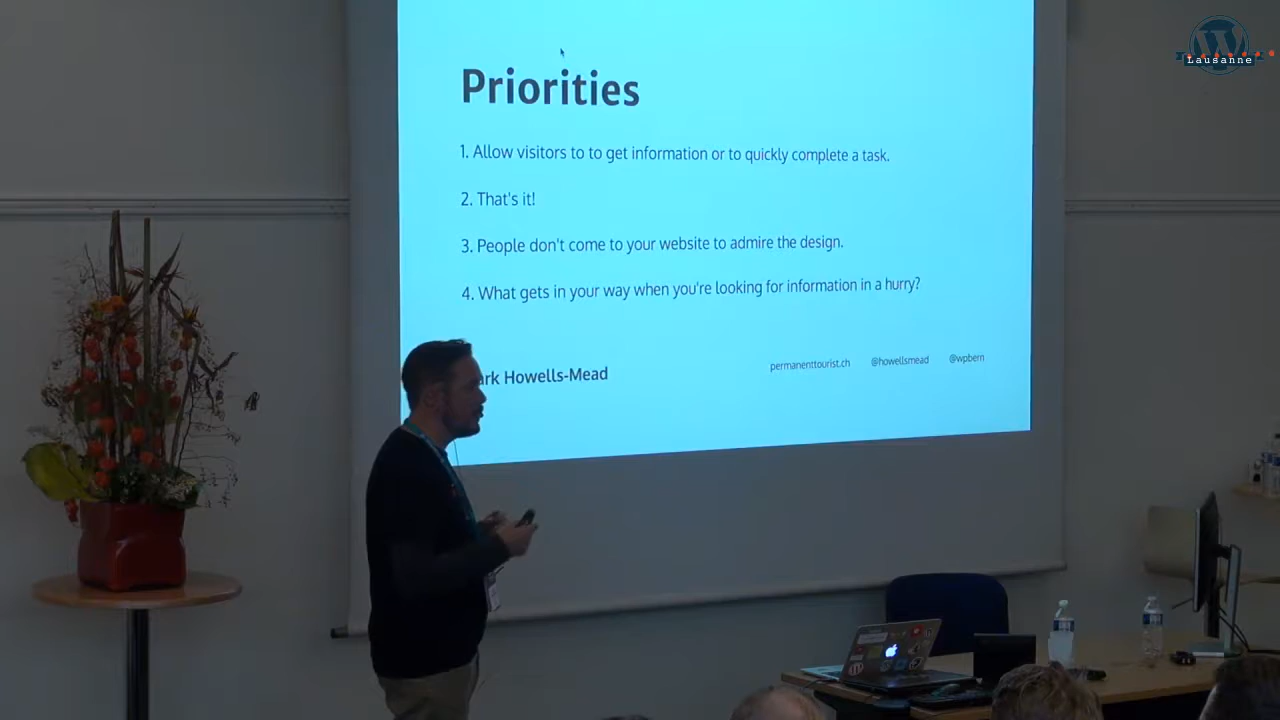 Lausanne
Priorities
1. Allow visitors to to get information or to quickly complete a task.
2. That's it!
3. People don't come to your website to admire the design.
4. What gets in your way when you're looking for information in a hurry?
ark Howells-Mead
permanenttourist.ch @howellsmead @wpbern